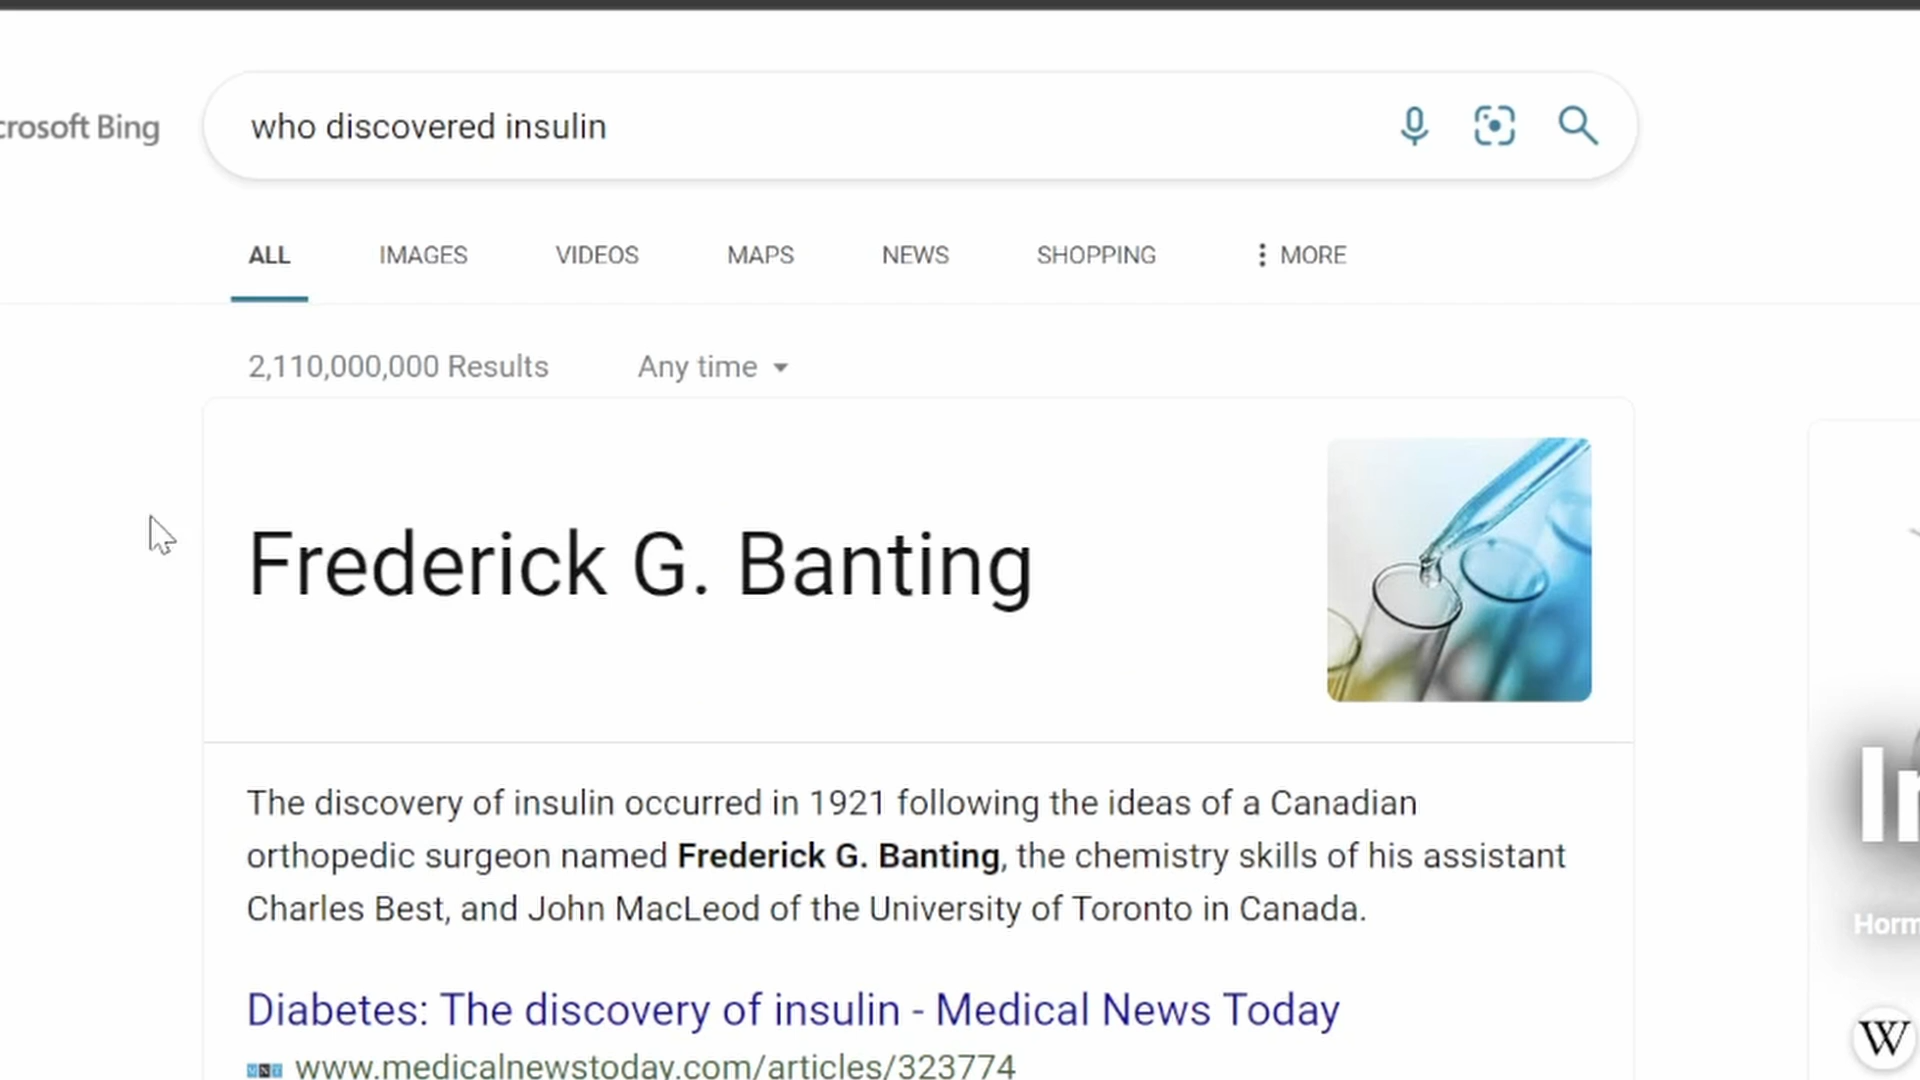 crosoft Bing
who discovered insulin
ALL IMAGES VIDEOS MAPS NEWS SHOPPING MORE
2,110,000,000 Results Any time
Frederick G. Banting
The discovery of insulin occurred in 1921 following the ideas of a Canadian
orthopedic surgeon named Frederick G. Banting, the chemistry skills of his assistant
Charles Best, and John MacLeod of the University of Toronto in Canada.
Diabetes: The discovery of insulin - Medical News Today
MNT www.medicalnewstoday.com/articles/323774
In
Horm
W